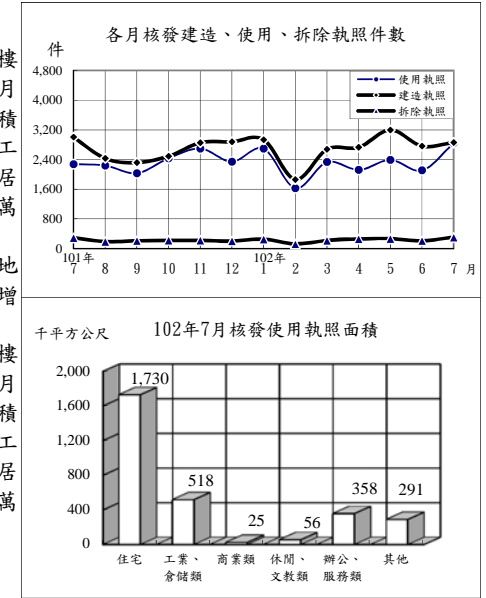 樓
月
積
工
居
萬
地
增
樓
月
積
工
居
萬
各月核發建造、使用、拆除執照件數
件
4,800
4,000
3,200
2,400
1,600
800
0
使用執照
建造執照
拆除執照
101年 102年
7 8 9 10 11 12 1 2 3 4 5 6 7 月
102年7月核發使用執照面積
千平方公尺
2,000
1,600
1,200
800
400
0
1,730
518
25
56
358
291
住宅 工業、 商業類 休閒、 辦公、 其他
倉儲類 文教類 服務類